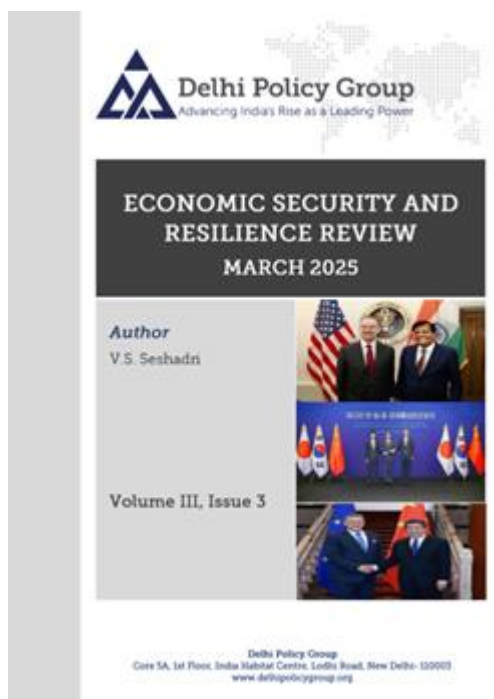 Delhi Policy Group
Advancing India's Rise as a Leading Power
ECONOMIC SECURITY AND
RESILIENCE REVIEW
MARCH 2025
Author
V.S. Seshadri
Volume III, Issue 3
Delhi Policy Group
Core 5A, 1st Floor, India Habitat Centre, Lodhi Road, New Delhi- 110003
www.delhipolicygroup.org